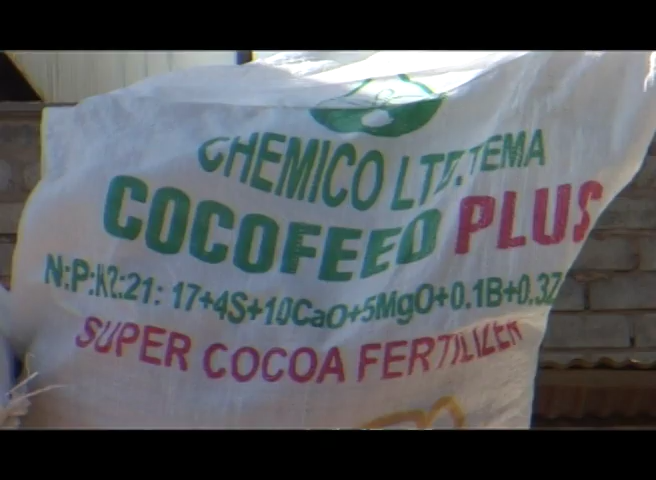 CHEMICO LTD. TEMA
COCOFEED PLUS
N:P:K2:21: 17+4S+10CaO+5MgO+0.1B+0.3Z
SUPER COCOA FERTILIZER